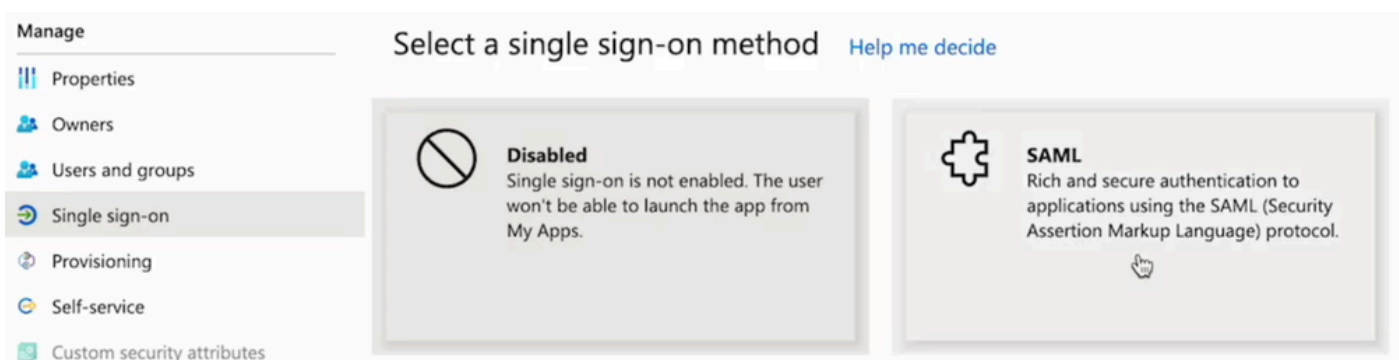 Manage
Properties
Owners
Users and groups
Single sign-on
Provisioning
Self-service
Custom security attributes
Select a single sign-on method Help me decide
Disabled
Single sign-on is not enabled. The user
won't be able to launch the app from
My Apps.
SAML
Rich and secure authentication to
applications using the SAML (Security
Assertion Markup Language) protocol.